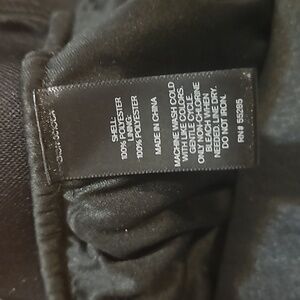 SHELL:
100% POLYESTER
LINING:
100% POLYESTER
MADE IN CHINA
MACHINE WASH COLD
WITH LIKE COLORS.
GENTLE CYCLE.
ONLY NON-CHLORINE
BLEACH WHEN
NEEDED. LINE DRY.
DO NOT IRON.
RN# 55285